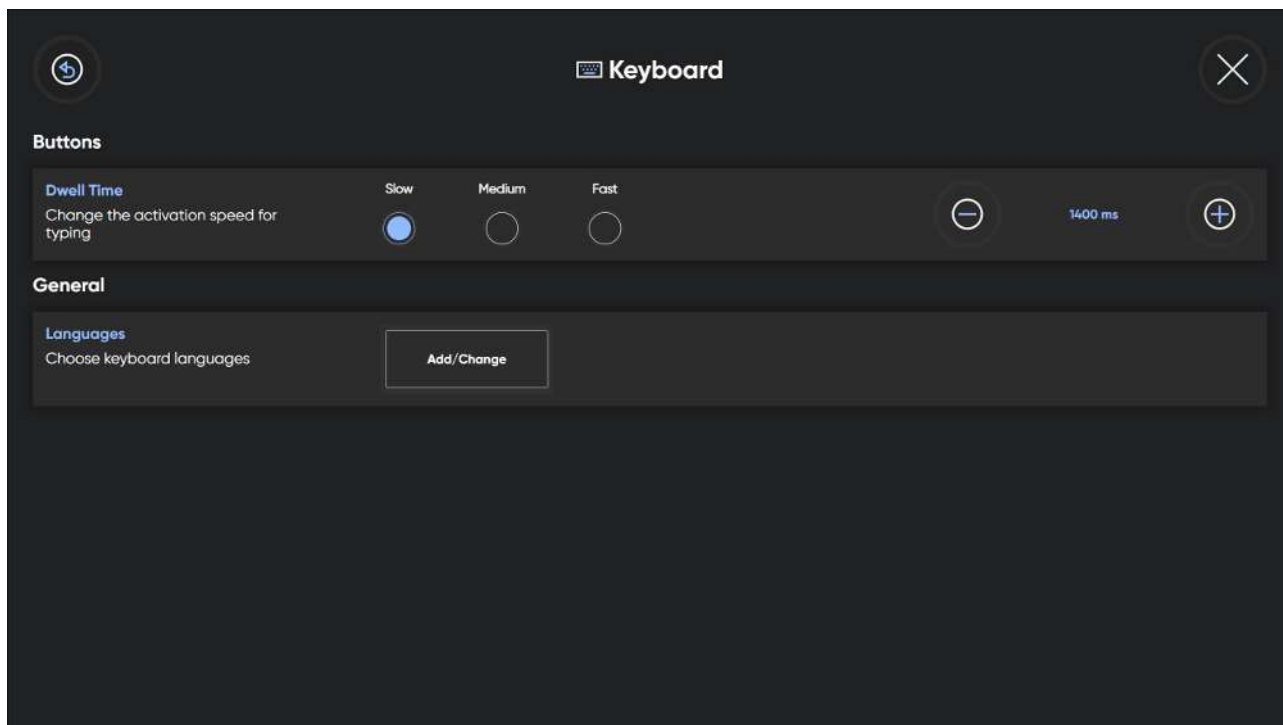 Keyboard
Buttons
Dwell Time
Slow
Medium
Fast
Change the activation speed for
typing
1400 ms
General
Languages
Choose keyboard languages
Add/Change